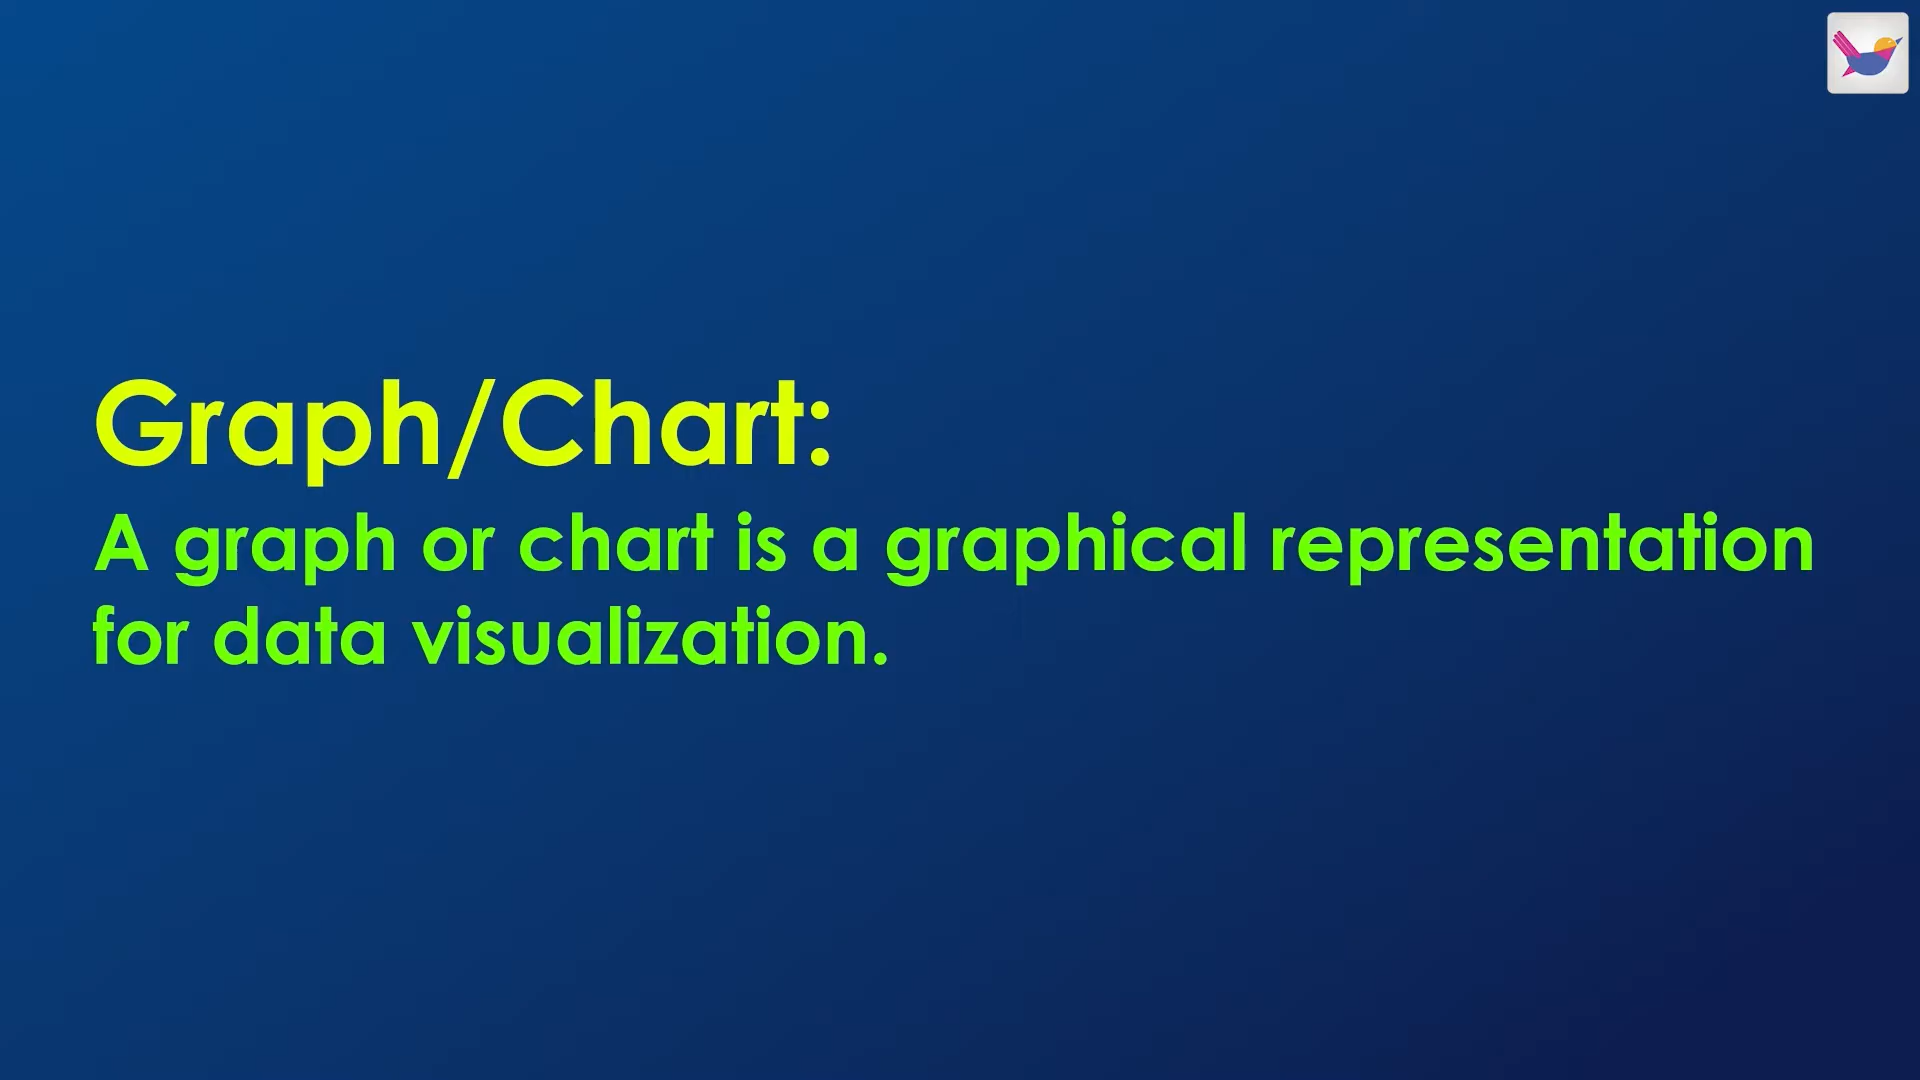 Graph/Chart:
A graph or chart is a graphical representation
for data visualization.